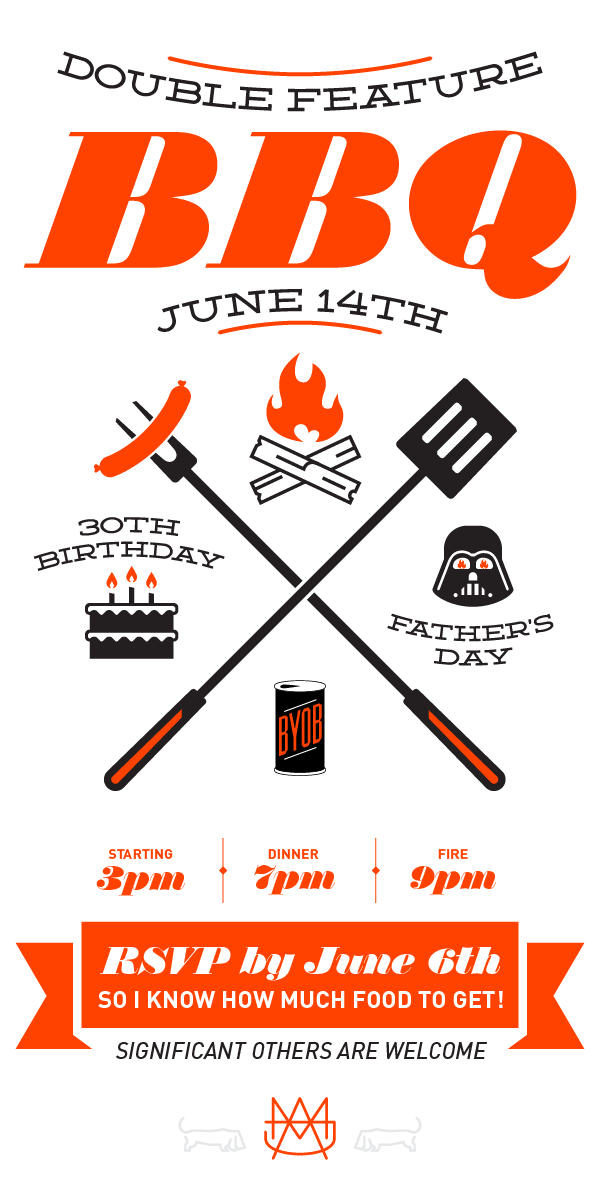 DOUBLE FEATURE
BBQ
JUNE 14TH
30TH
BIRTHDAY
FATHER'S
DAY
BYOB
STARTING
3pm
DINNER
7pm
FIRE
9pm
RSVP by June 6th
SO I KNOW HOW MUCH FOOD TO GET!
SIGNIFICANT OTHERS ARE WELCOME